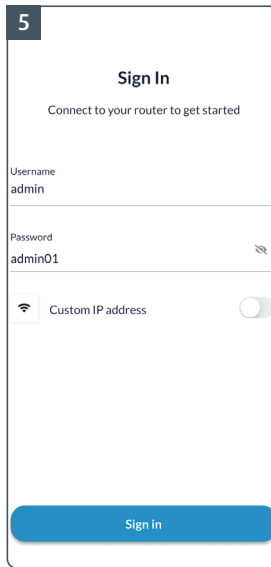 5
Sign In
Connect to your router to get started
Username
admin
Password
admin01
Custom IP address
Sign in